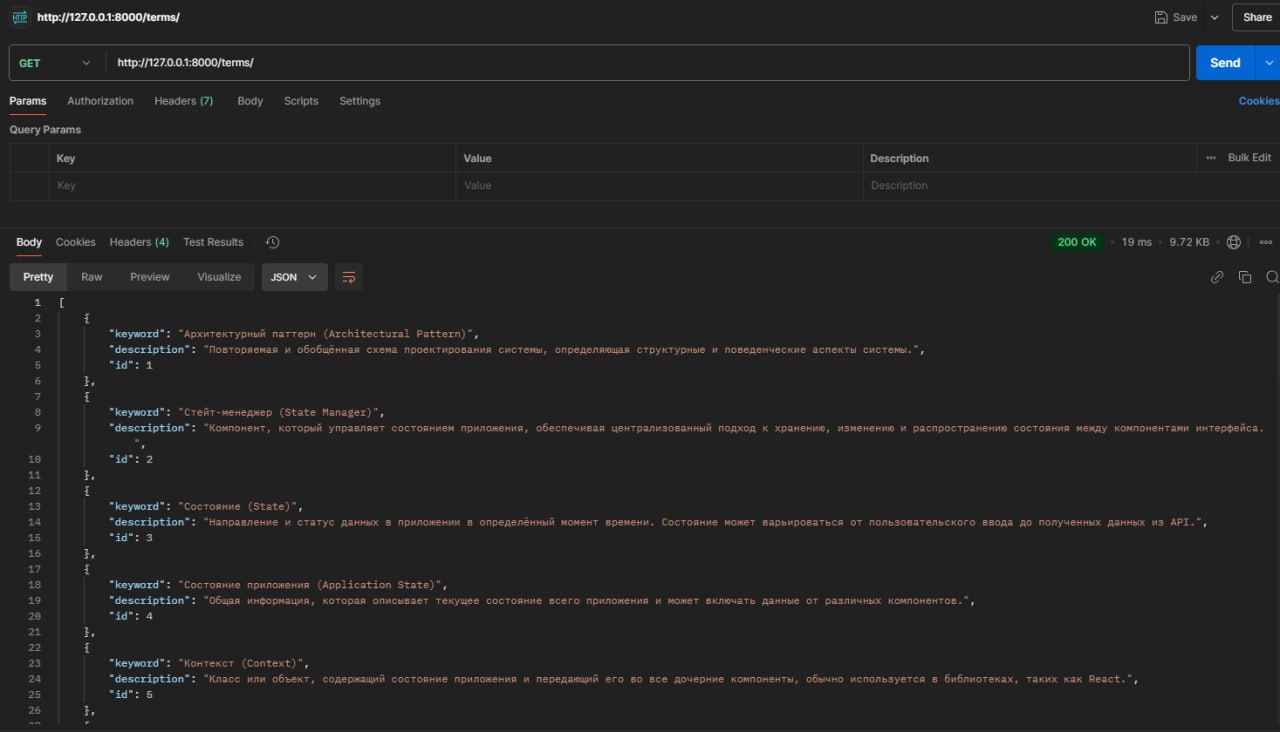 HTTP http://127.0.0.1:8000/terms/ Save Share
GET http://127.0.0.1:8000/terms/ Send
Params Authorization Headers (7) Body Scripts Settings Cookies
Query Params
Key Value Description ••• Bulk Edit
Key Value Description
Body Cookies Headers (4) Test Results 200 OK • 19 ms • 9.72 KB •
Pretty Raw Preview Visualize JSON
1 [
2 {
3 "keyword": "Архитектурный паттерн (Architectural Pattern)",
4 "description": "Повторяемая и обобщённая схема проектирования системы, определяющая структурные и поведенческие аспекты системы.",
5 "id": 1
6 },
7 {
8 "keyword": "Стейт-менеджер (State Manager)",
9 "description": "Компонент, который управляет состоянием приложения, обеспечивая централизованный подход к хранению, изменению и распространению состояния между компонентами интерфейса.
",
10 "id": 2
11 },
12 {
13 "keyword": "Состояние (State)",
14 "description": "Направление и статус данных в приложении в определённый момент времени. Состояние может варьироваться от пользовательского ввода до полученных данных из API.",
15 "id": 3
16 },
17 {
18 "keyword": "Состояние приложения (Application State)",
19 "description": "Общая информация, которая описывает текущее состояние всего приложения и может включать данные от различных компонентов.",
20 "id": 4
21 },
22 {
23 "keyword": "Контекст (Context)",
24 "description": "Класс или объект, содержащий состояние приложения и передающий его во все дочерние компоненты, обычно используется в библиотеках, таких как React.",
25 "id": 5
26 },